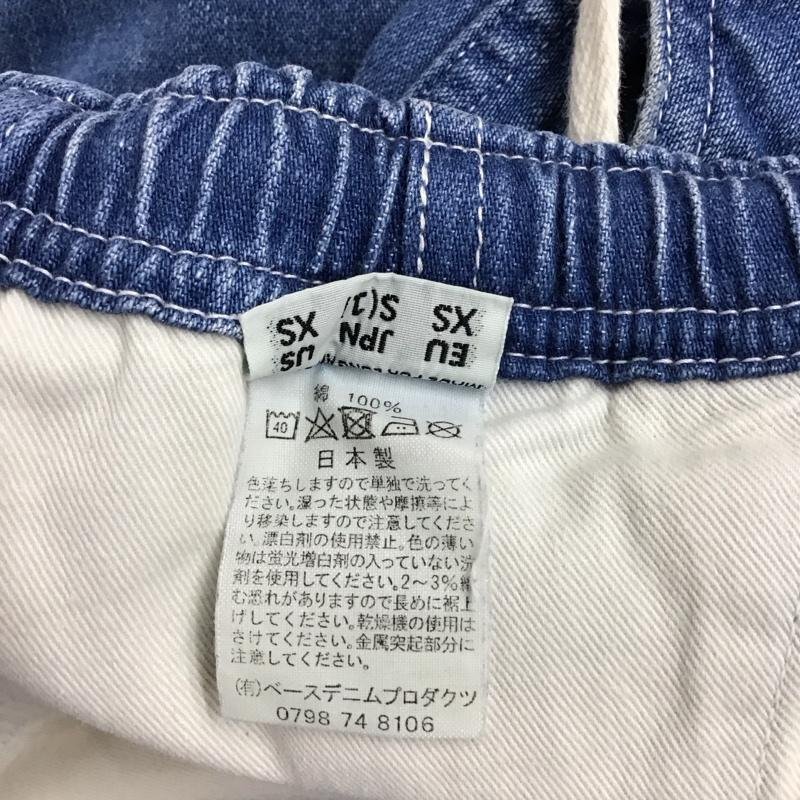 EU JPN US
XS S(1 XS
綿 100%
40
日本製
色落ちしますので単独で洗ってく
ださい。湿った状態や摩擦等によ
り移染しますので注意してくださ
い。漂白剤の使用禁止。色の薄い
物は蛍光増白剤の入っていない洗
剤を使用してください。2〜3%縮
む恐れがありますので長めに裾上
げしてください。乾燥機の使用は
さけてください。金属突起部分に
注意してください。
(有)ベースデニムプロダクツ
0798 74 8106